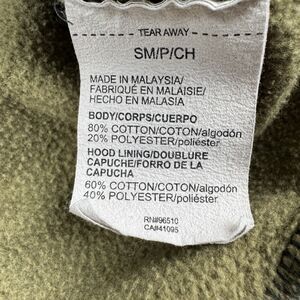 TEAR AWAY
SM/P/CH
MADE IN MALAYSIA/
FABRIQUÉ EN MALAISIE/
HECHO EN MALASIA
BODY/CORPS/CUERPO
80% COTTON/COTON/algodón
20% POLYESTER/poliéster
HOOD LINING/DOUBLURE
CAPUCHE/FORRO DE LA
CAPUCHA
60% COTTON/COTON/algodón
40% POLYESTER/poliéster
RN#96510
CA#41095